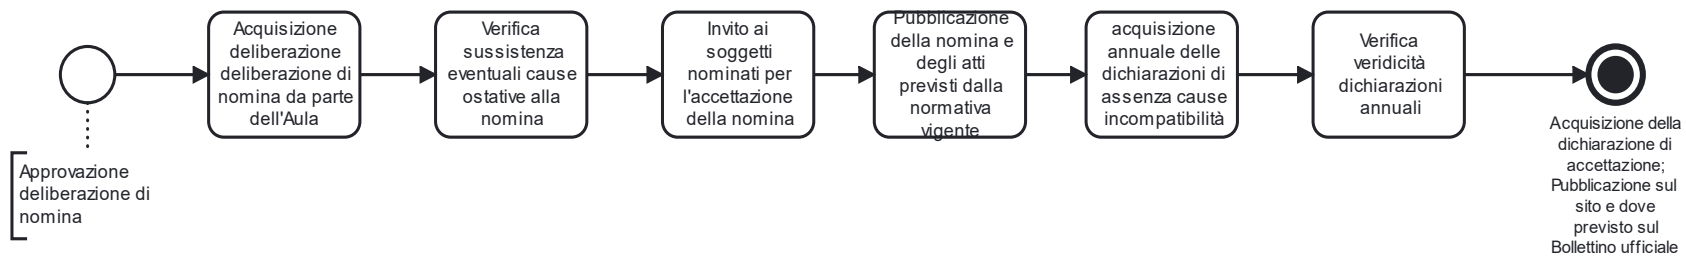 Acquisizione
deliberazione
deliberazione di
nomina da parte
dell'Aula
Verifica
sussistenza
eventuali cause
ostative alla
nomina
Invito ai
soggetti
nominati per
l'accettazione
della nomina
Pubblicazione
della nomina e
degli atti
previsti dalla
normativa
vigente
acquisizione
annuale delle
dichiarazioni di
assenza cause
incompatibilità
Verifica
veridicità
dichiarazioni
annuali
Acquisizione della
dichiarazione di
accettazione;
Pubblicazione sul
sito e dove
previsto sul
Bollettino ufficiale
Approvazione
deliberazione di
nomina